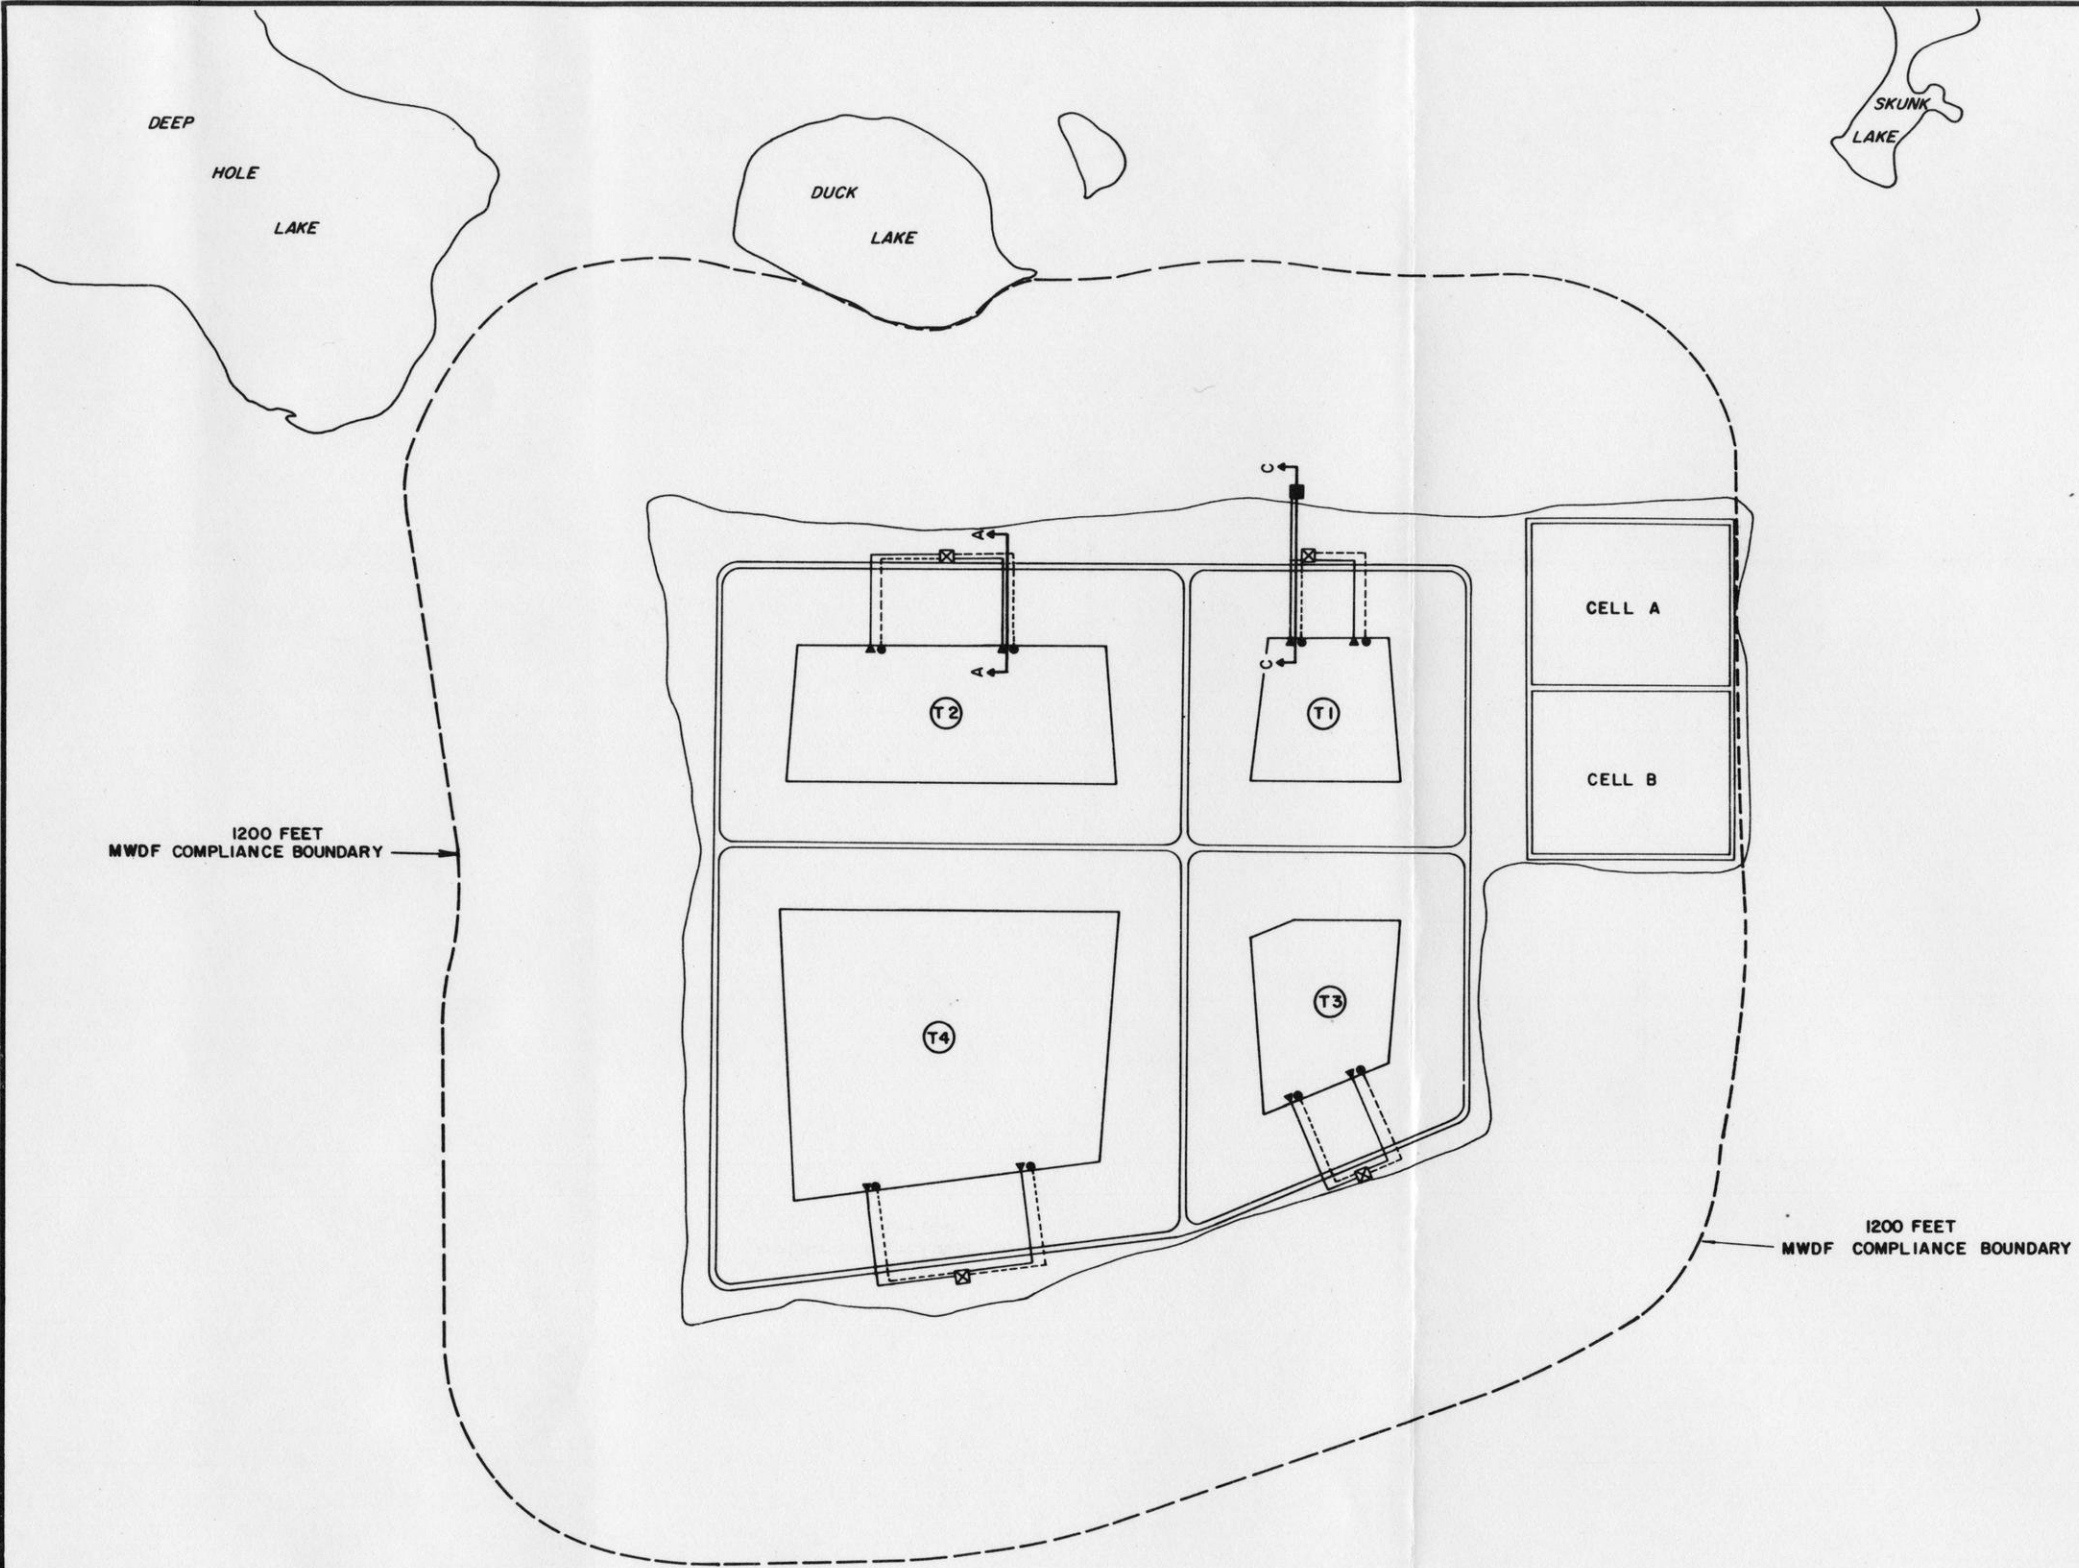 DEEP
HOLE
LAKE
DUCK
LAKE
SKUNK
LAKE
C
A
A
C
CELL A
T2
T1
CELL B
1200 FEET
MWDF COMPLIANCE BOUNDARY
T3
T4
1200 FEET
MWDF COMPLIANCE BOUNDARY